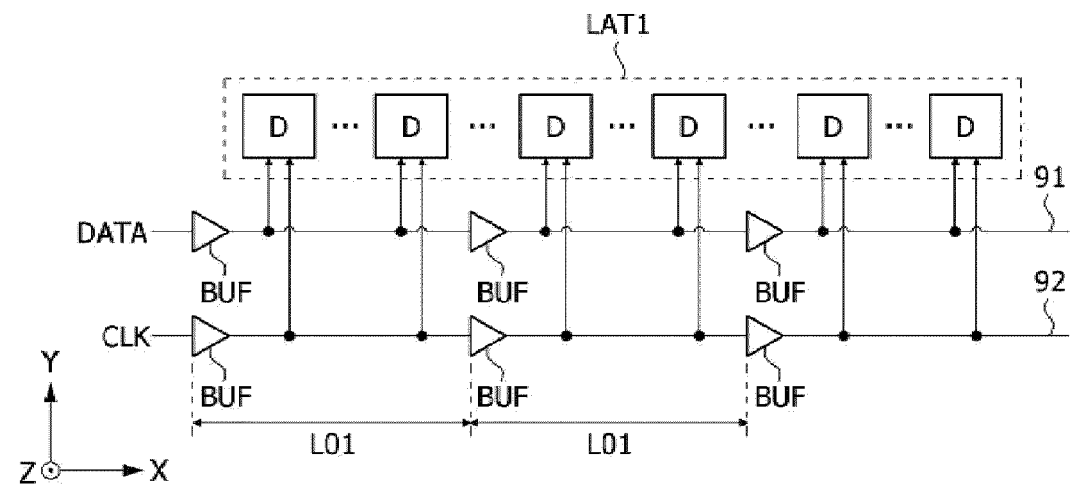 LAT1
D ... D ... D ... D ... D ... D
91
DATA
BUF BUF BUF
92
CLK
BUF BUF BUF
Y
L01 L01
Z X